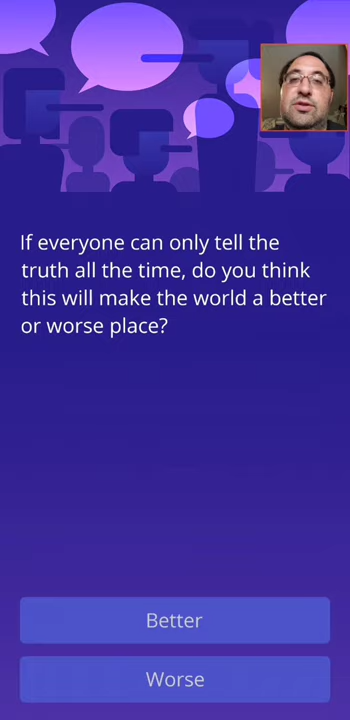 If everyone can only tell the
truth all the time, do you think
this will make the world a better
or worse place?
Better
Worse